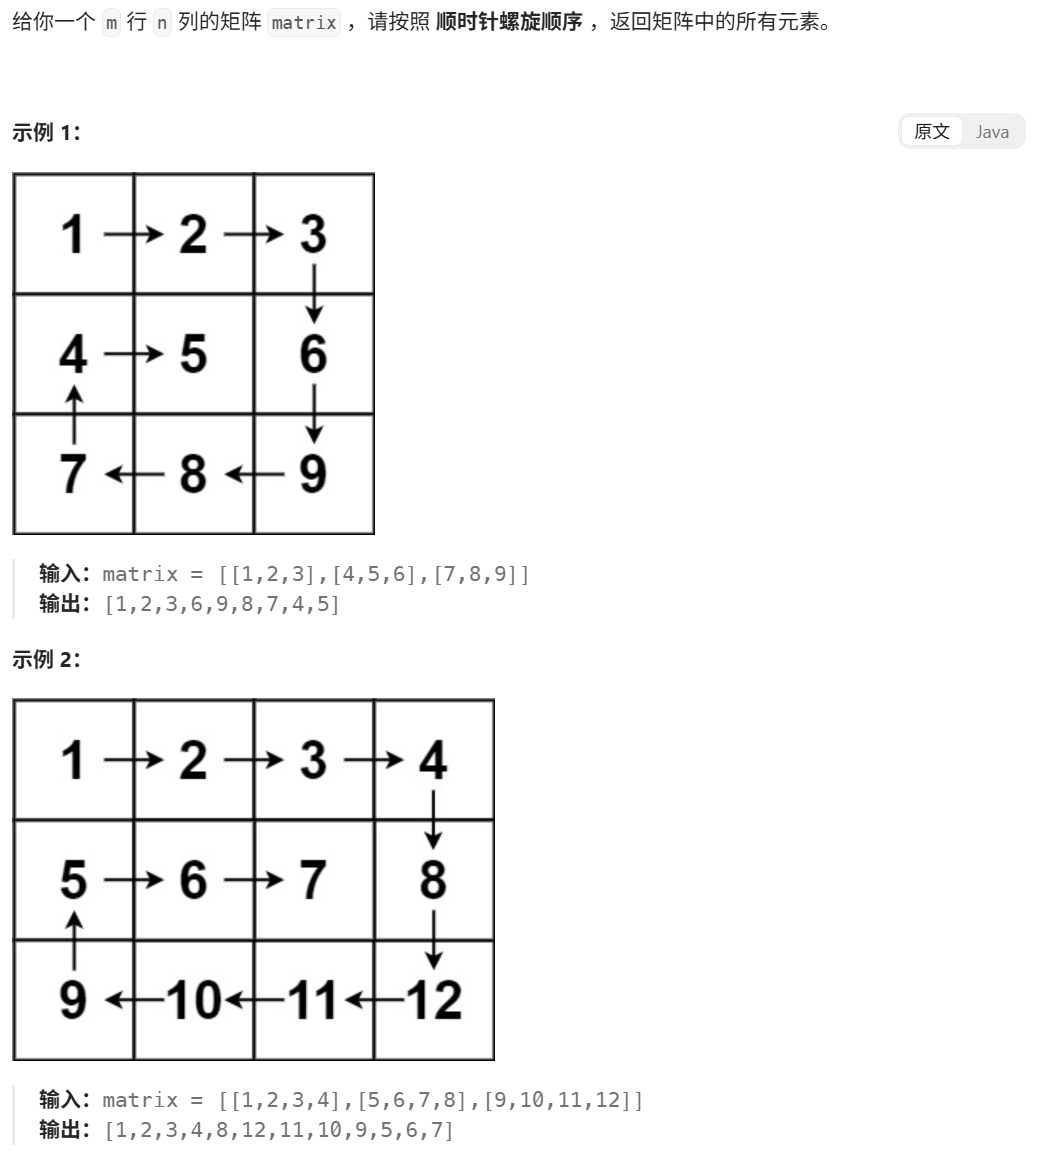 给你一个 m 行 n 列的矩阵 matrix ，请按照 顺时针螺旋顺序 ，返回矩阵中的所有元素。
示例 1：
原文 Java
1 2 3
4 5 6
7 8 9
输入：matrix = [[1,2,3],[4,5,6],[7,8,9]]
输出：[1,2,3,6,9,8,7,4,5]
示例 2：
1 2 3 4
5 6 7 8
9 10 11 12
输入：matrix = [[1,2,3,4],[5,6,7,8],[9,10,11,12]]
输出：[1,2,3,4,8,12,11,10,9,5,6,7]